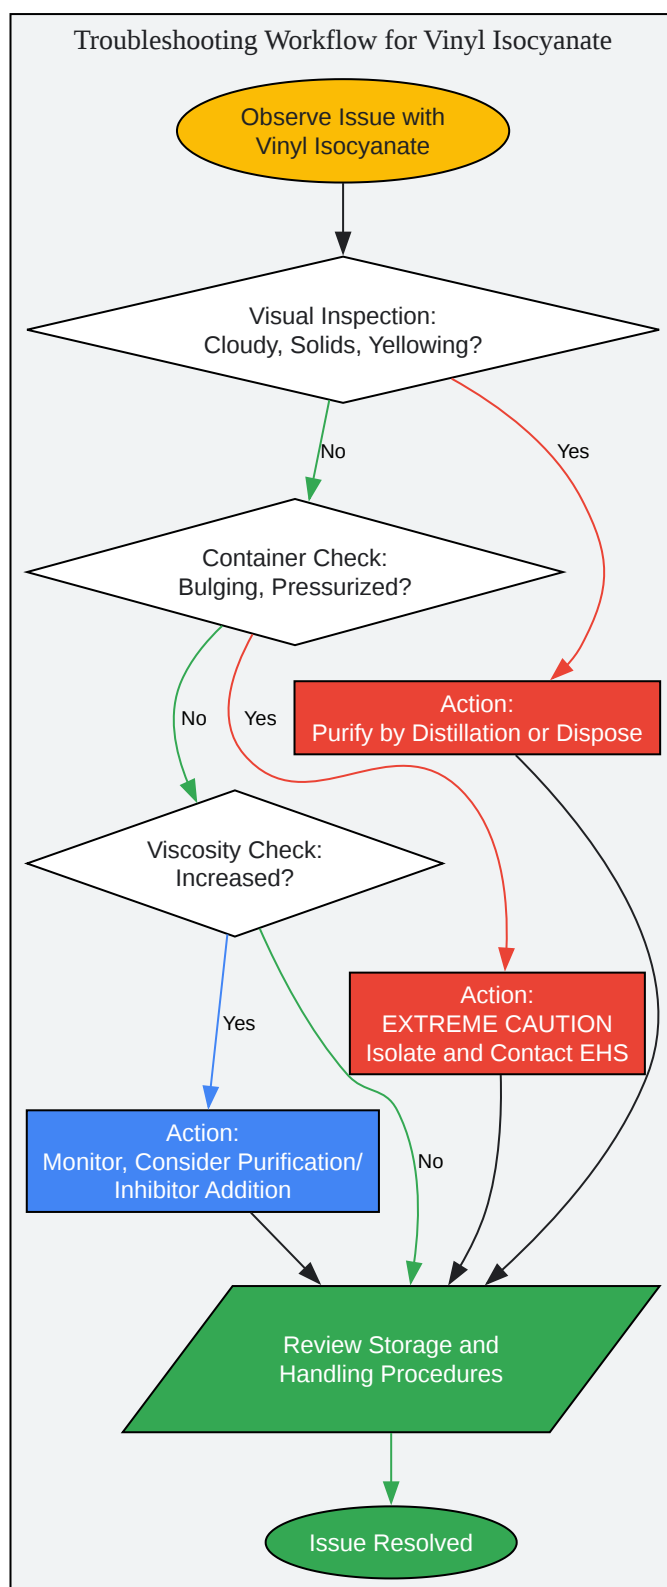 Troubleshooting Workflow for Vinyl Isocyanate
Observe Issue with
Vinyl Isocyanate
Visual Inspection:
Cloudy, Solids, Yellowing?
No
Yes
Container Check:
Bulging, Pressurized?
No
Yes
Action:
Purify by Distillation or Dispose
Viscosity Check:
Increased?
Yes
Action:
EXTREME CAUTION
Isolate and Contact EHS
Action:
Monitor, Consider Purification/
Inhibitor Addition
No
Review Storage and
Handling Procedures
Issue Resolved